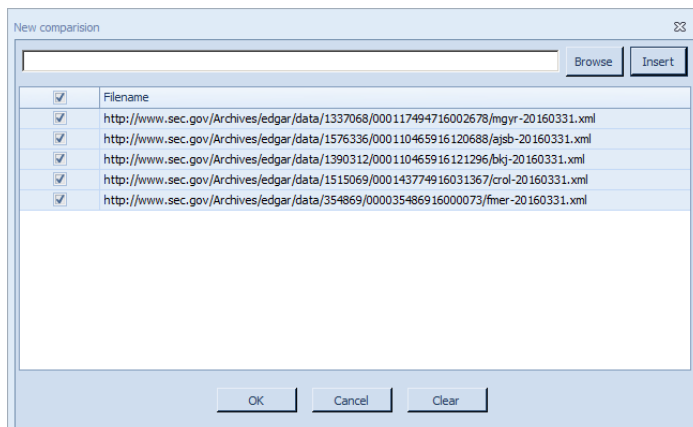 New comparision
Browse Insert
Filename
http://www.sec.gov/Archives/edgar/data/1337068/000117494716002678/mgyr-20160331.xml
http://www.sec.gov/Archives/edgar/data/1576336/000110465916120688/ajsb-20160331.xml
http://www.sec.gov/Archives/edgar/data/1390312/000110465916121296/bkj-20160331.xml
http://www.sec.gov/Archives/edgar/data/1515069/000143774916031367/crol-20160331.xml
http://www.sec.gov/Archives/edgar/data/354869/000035486916000073/fmer-20160331.xml
OK Cancel Clear